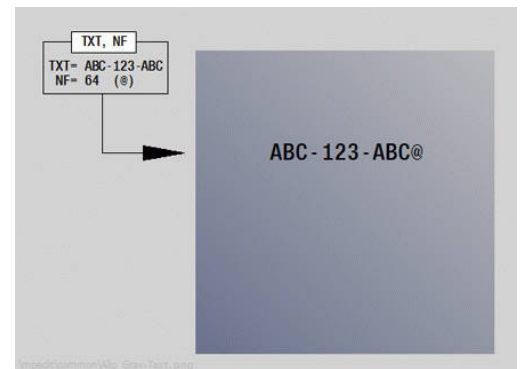 TXT, NF
TXT= ABC-123-ABC
NF= 64 (@)
ABC-123-ABC@